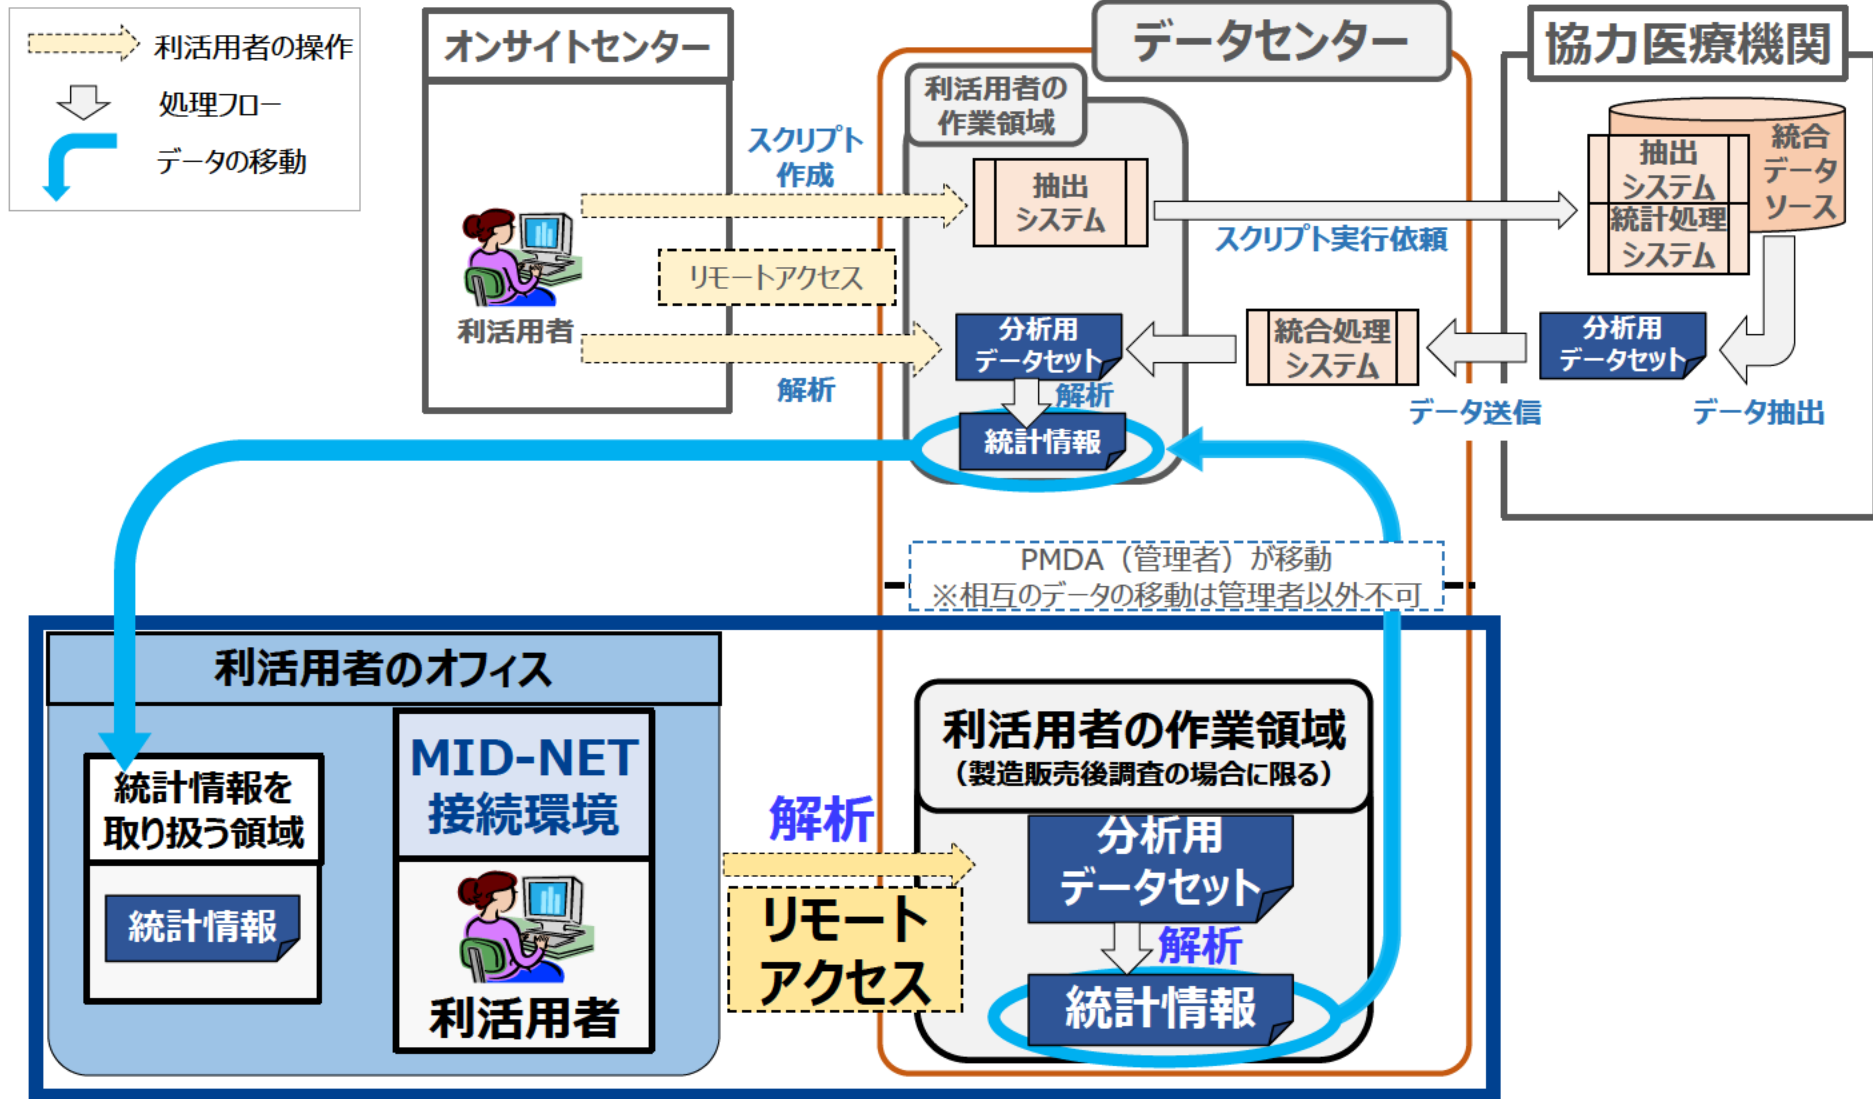 利活用者の操作
処理フロー
データの移動
オンサイトセンター
利活用者
スクリプト
作成
リモートアクセス
解析
データセンター
利活用者の
作業領域
抽出
システム
スクリプト実行依頼
分析用
データセット
解析
統計情報
統合処理
システム
データ送信
協力医療機関
統合
データ
ソース
抽出
システム
統計処理
システム
分析用
データセット
データ抽出
PMDA（管理者）が移動
※相互のデータの移動は管理者以外不可
利活用者のオフィス
統計情報を
取り扱う領域
統計情報
MID-NET
接続環境
利活用者
解析
リモート
アクセス
利活用者の作業領域
（製造販売後調査の場合に限る）
分析用
データセット
解析
統計情報